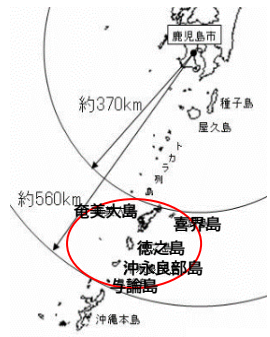 鹿児島市
約370km
種子島
屋久島
トカラ列島
約560km
奄美大島
喜界島
徳之島
沖永良部島
与論島
沖縄本島